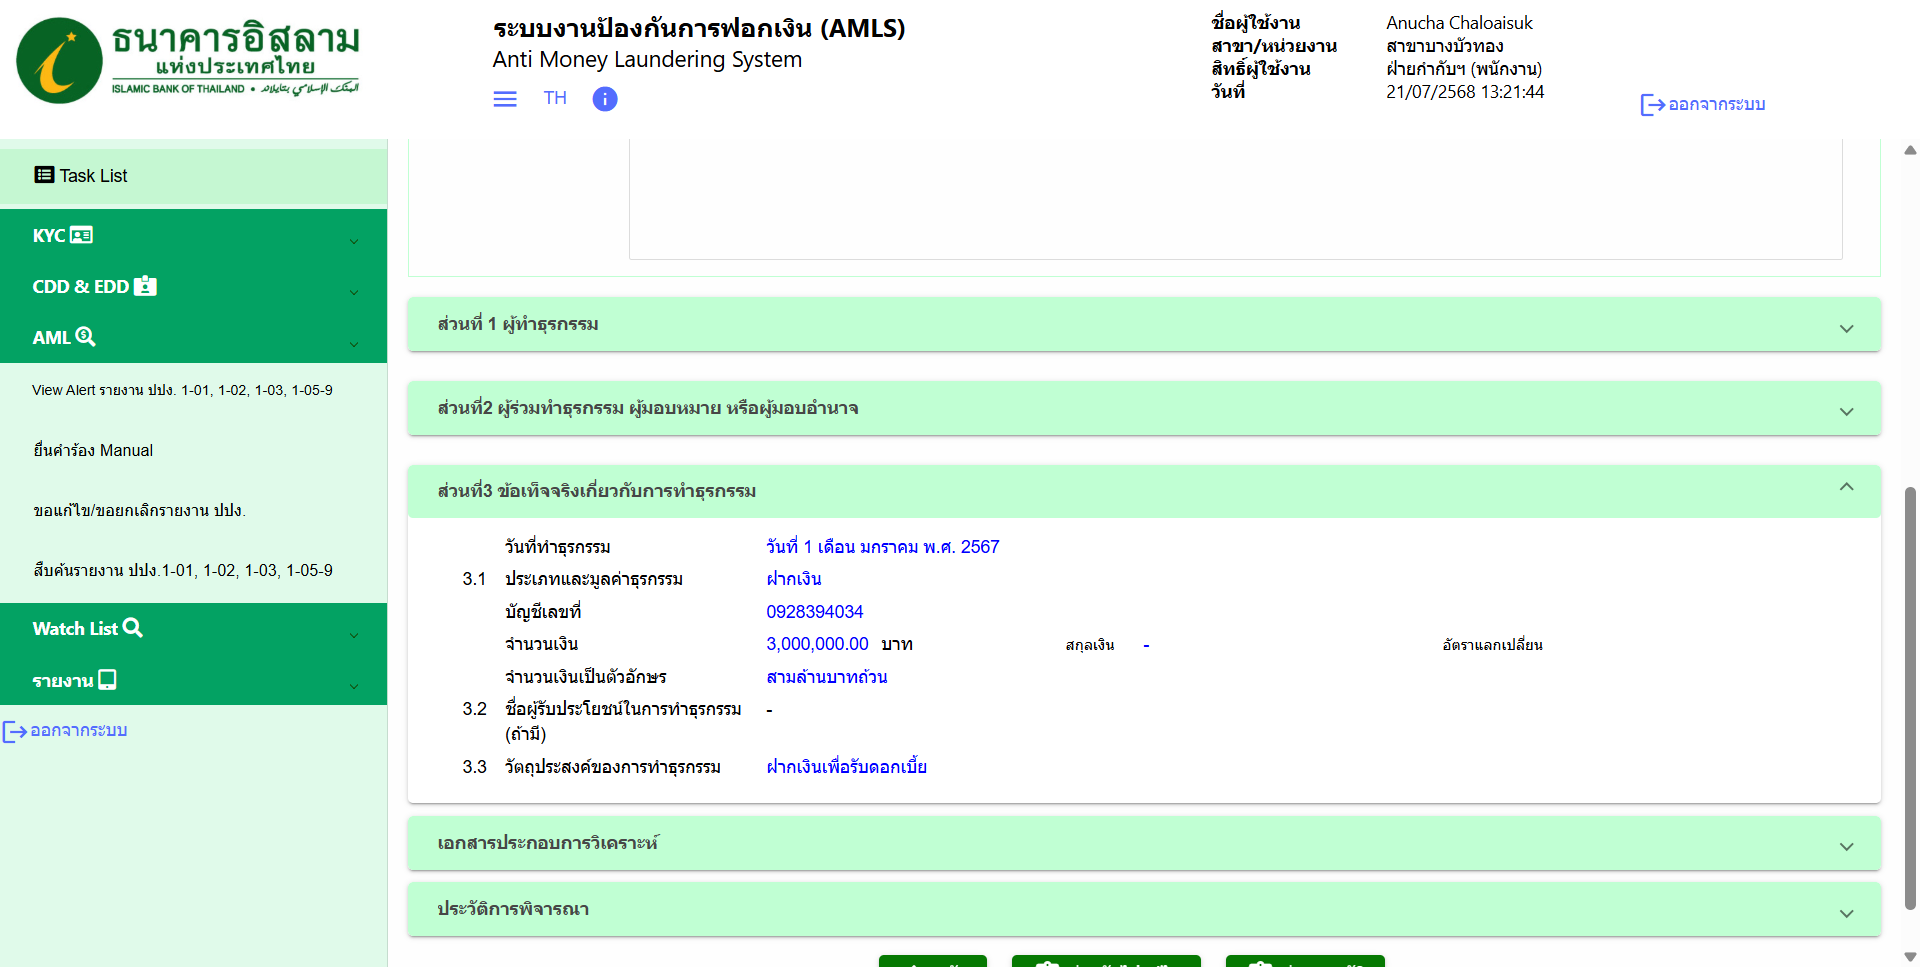 ธนาคารอิสลาม
แห่งประเทศไทย
ISLAMIC BANK OF THAILAND •
ระบบงานป้องกันการฟอกเงิน (AMLS)
Anti Money Laundering System
TH
ชื่อผู้ใช้งาน Anucha Chaloaisuk
สาขา/หน่วยงาน สาขาบางบัวทอง
สิทธิ์ผู้ใช้งาน ฝ่ายกำกับฯ (พนักงาน)
วันที่ 21/07/2568 13:21:44
ออกจากระบบ
Task List
KYC
CDD & EDD
AML
View Alert รายงาน ปปง. 1-01, 1-02, 1-03, 1-05-9
ยื่นคำร้อง Manual
ขอแก้ไข/ขอยกเลิกรายงาน ปปง.
สืบค้นรายงาน ปปง.1-01, 1-02, 1-03, 1-05-9
Watch List
รายงาน
ออกจากระบบ
ส่วนที่ 1 ผู้ทำธุรกรรม
ส่วนที่2 ผู้ร่วมทำธุรกรรม ผู้มอบหมาย หรือผู้มอบอำนาจ
ส่วนที่3 ข้อเท็จจริงเกี่ยวกับการทำธุรกรรม
วันที่ทำธุรกรรม วันที่ 1 เดือน มกราคม พ.ศ. 2567
3.1 ประเภทและมูลค่าธุรกรรม ฝากเงิน
บัญชีเลขที่ 0928394034
จำนวนเงิน 3,000,000.00 บาท สกุลเงิน - อัตราแลกเปลี่ยน
จำนวนเงินเป็นตัวอักษร สามล้านบาทถ้วน
3.2 ชื่อผู้รับประโยชน์ในการทำธุรกรรม -
(ถ้ามี)
3.3 วัตถุประสงค์ของการทำธุรกรรม ฝากเงินเพื่อรับดอกเบี้ย
เอกสารประกอบการวิเคราะห์
ประวัติการพิจารณา